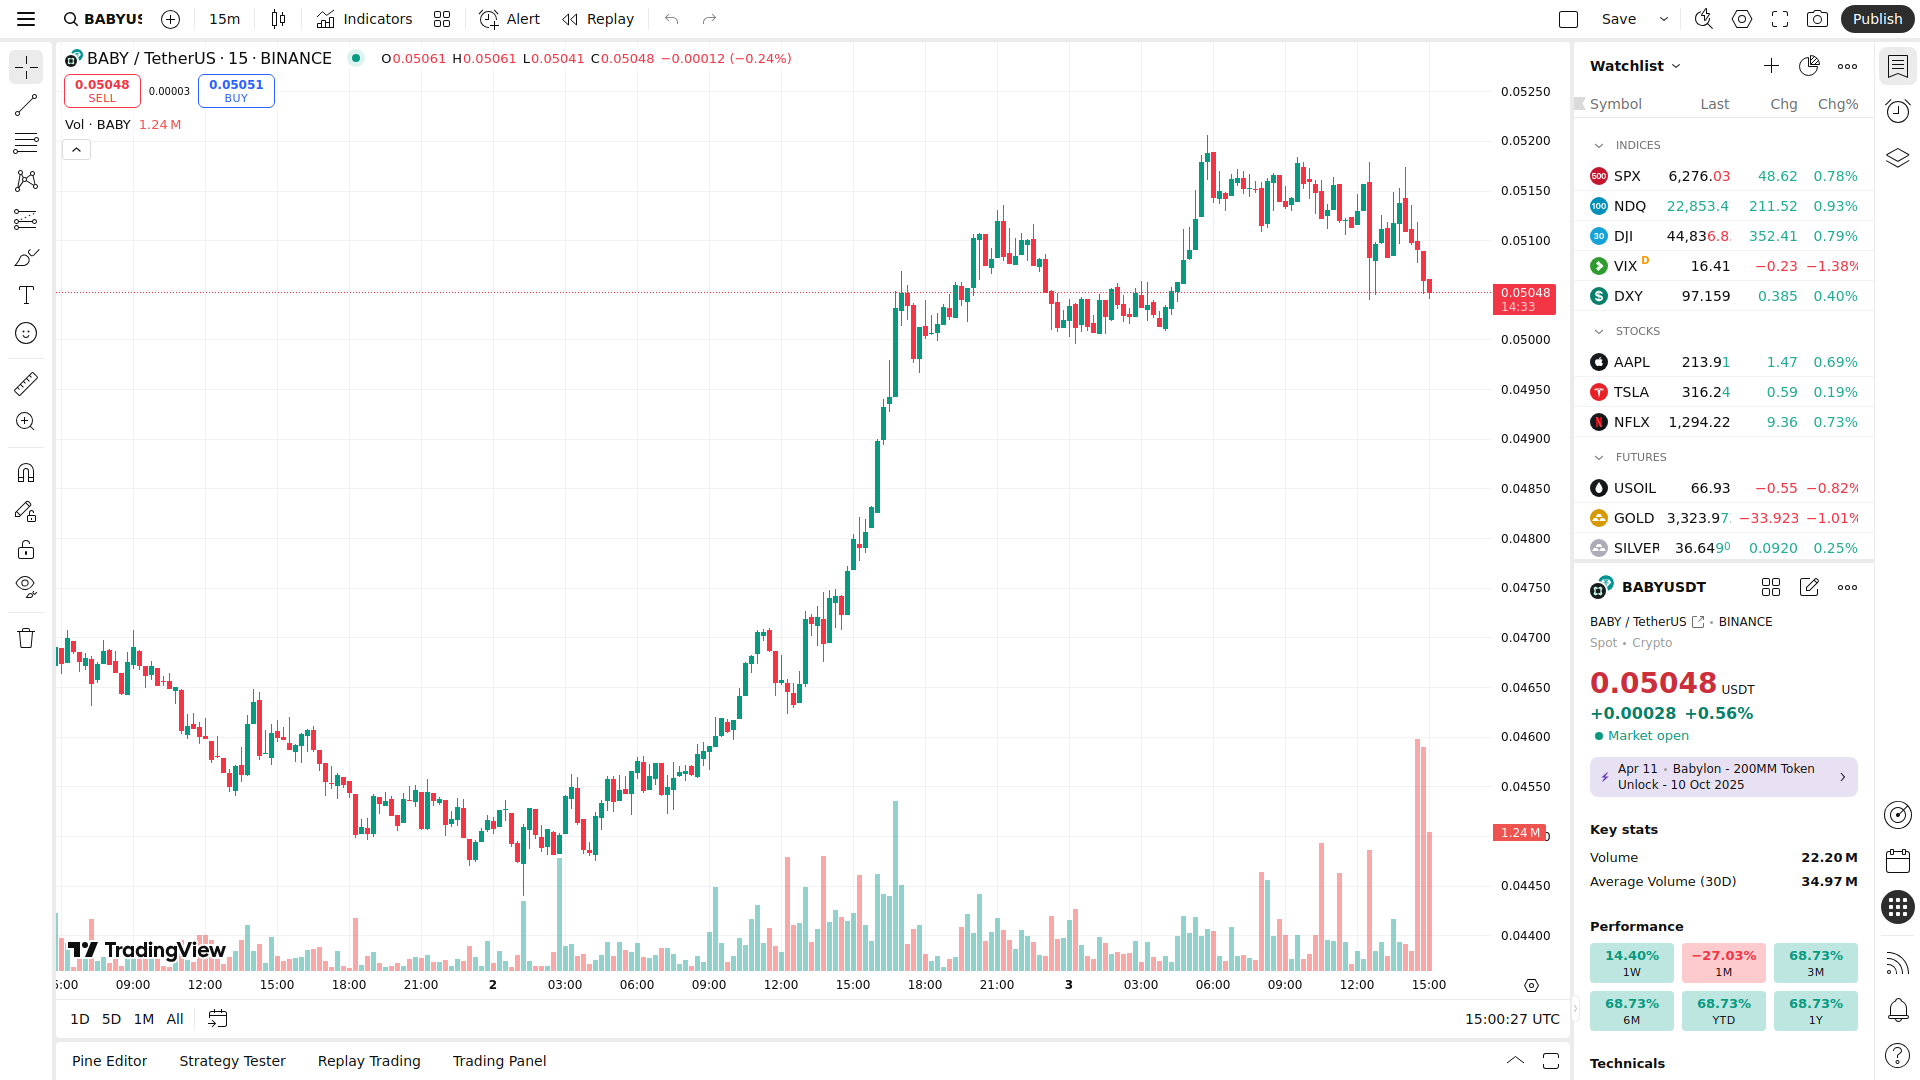 BABYUS 15m Indicators Alert Replay Save Publish
BABY / TetherUS · 15 · BINANCE O0.05061 H0.05061 L0.05041 C0.05048 −0.00012 (−0.24%)
0.05048 SELL 0.00003 0.05051 BUY
Vol · BABY 1.24 M
0.05250
0.05200
0.05150
0.05100
0.05048
14:33
0.05000
0.04950
0.04900
0.04850
0.04800
0.04750
0.04700
0.04650
0.04600
0.04550
1.24 M
0.04450
0.04400
TradingView
09:00 12:00 15:00 18:00 21:00 2 03:00 06:00 09:00 12:00 15:00 18:00 21:00 3 03:00 06:00 09:00 12:00 15:00
1D 5D 1M All 15:00:27 UTC
Pine Editor Strategy Tester Replay Trading Trading Panel
Watchlist
Symbol Last Chg Chg%
INDICES
500 SPX 6,276.03 48.62 0.78%
100 NDQ 22,853.4 211.52 0.93%
30 DJI 44,836.8 352.41 0.79%
VIX D 16.41 −0.23 −1.38%
$ DXY 97.159 0.385 0.40%
STOCKS
AAPL 213.91 1.47 0.69%
TSLA 316.24 0.59 0.19%
N NFLX 1,294.22 9.36 0.73%
FUTURES
USOIL 66.93 −0.55 −0.82%
GOLD 3,323.97 −33.923 −1.01%
SILVER 36.6490 0.0920 0.25%
BABYUSDT
BABY / TetherUS • BINANCE
Spot • Crypto
0.05048 USDT
+0.00028 +0.56%
Market open
Apr 11 • Babylon - 200MM Token
Unlock - 10 Oct 2025
Key stats
Volume 22.20 M
Average Volume (30D) 34.97 M
Performance
14.40% −27.03% 68.73%
1W 1M 3M
68.73% 68.73% 68.73%
6M YTD 1Y
Technicals